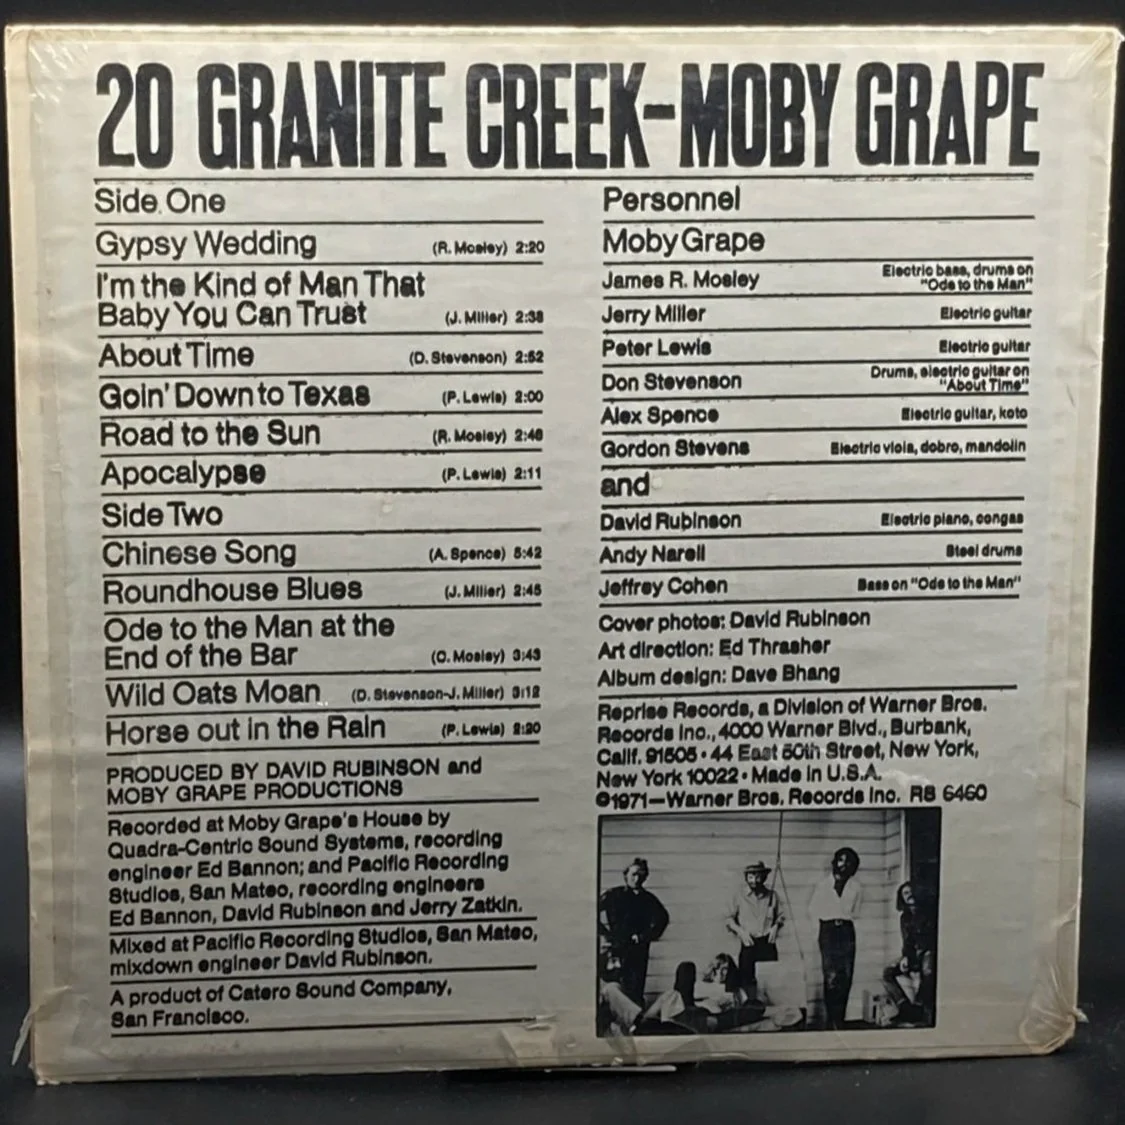 20 GRANITE CREEK-MOBY GRAPE
Side One
Gypsy Wedding (R. Mosley) 2:20
I'm the Kind of Man That
Baby You Can Trust (J. Miller) 2:38
About Time (D. Stevenson) 2:52
Goin' Down to Texas (P. Lewis) 2:00
Road to the Sun (R. Mosley) 2:48
Apocalypse (P. Lewis) 2:11
Side Two
Chinese Song (A. Spence) 5:42
Roundhouse Blues (J. Miller) 2:45
Ode to the Man at the
End of the Bar (O. Mosley) 3:43
Wild Oats Moan (D. Stevenson-J. Miller) 3:12
Horse out in the Rain (P. Lewis) 2:20
PRODUCED BY DAVID RUBINSON and
MOBY GRAPE PRODUCTIONS
Recorded at Moby Grape's House by
Quadra-Centric Sound Systems, recording
engineer Ed Bannon; and Pacific Recording
Studios, San Mateo, recording engineers
Ed Bannon, David Rubinson and Jerry Zatkin.
Mixed at Pacific Recording Studios, San Mateo,
mixdown engineer David Rubinson.
A product of Catero Sound Company,
San Francisco.
Personnel
Moby Grape
James R. Mosley Electric bass, drums on
"Ode to the Man"
Jerry Miller Electric guitar
Peter Lewis Electric guitar
Don Stevenson Drums, electric guitar on
"About Time"
Alex Spence Electric guitar, koto
Gordon Stevens Electric viola, dobro, mandolin
and
David Rubinson Electric piano, congas
Andy Narell Steel drums
Jeffrey Cohen Bass on "Ode to the Man"
Cover photos: David Rubinson
Art direction: Ed Thrasher
Album design: Dave Bhang
Reprise Records, a Division of Warner Bros.
Records Inc., 4000 Warner Blvd., Burbank,
Calif. 91505 • 44 East 50th Street, New York,
New York 10022 • Made in U.S.A.
©1971—Warner Bros. Records Inc. RS 6460